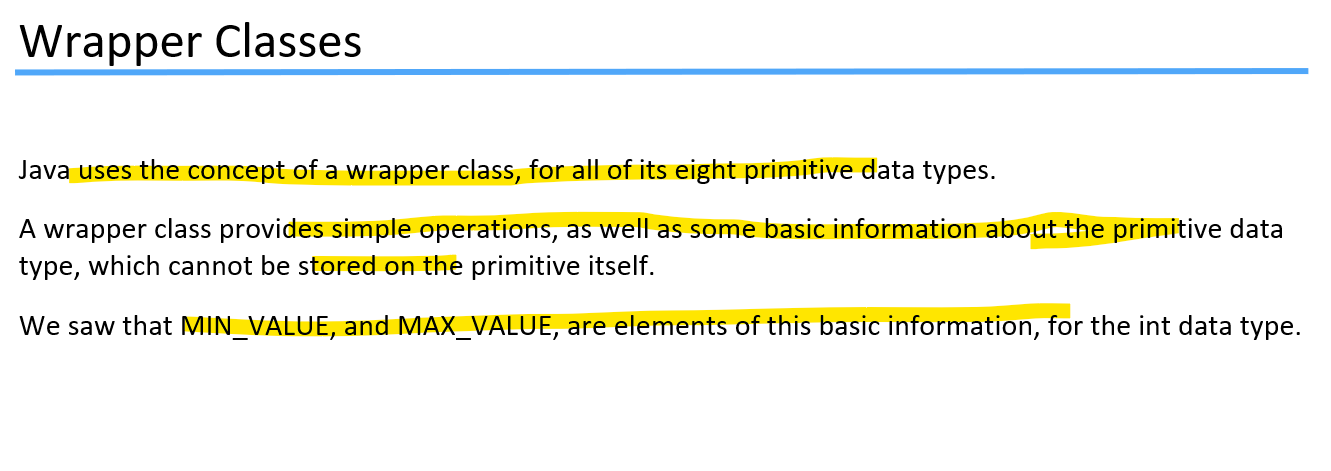 Wrapper Classes
Java uses the concept of a wrapper class, for all of its eight primitive data types.
A wrapper class provides simple operations, as well as some basic information about the primitive data
type, which cannot be stored on the primitive itself.
We saw that MIN_VALUE, and MAX_VALUE, are elements of this basic information, for the int data type.